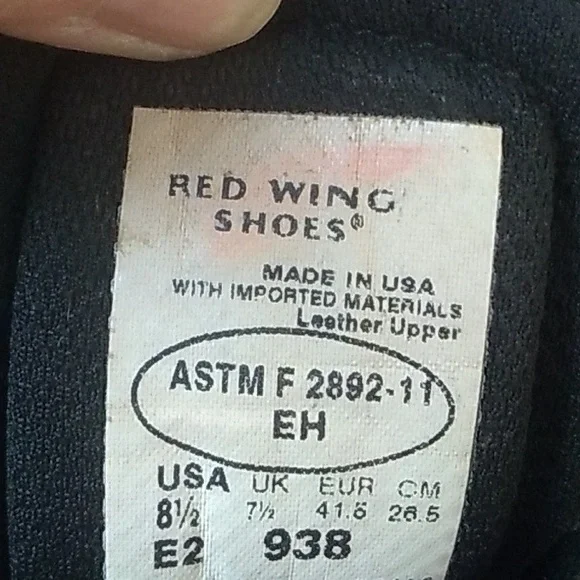 RED WING
SHOES®
MADE IN USA
WITH IMPORTED MATERIALS
Leather Upper
ASTM F 2892-11
EH
USA UK EUR CM
8½ 7½ 41.5 26.5
E2 938